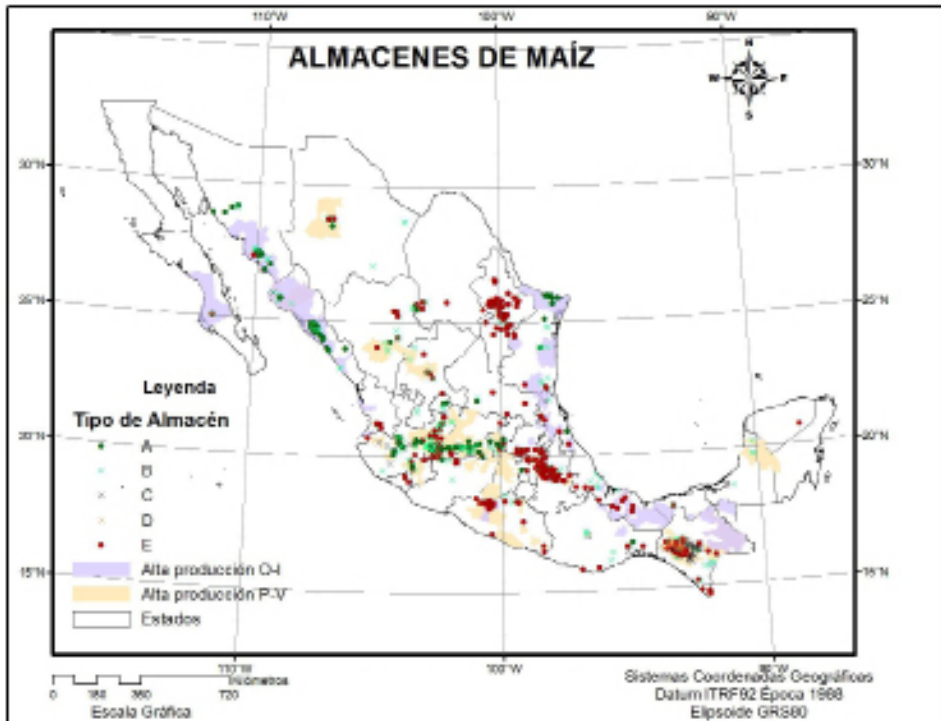 110°W 100°W 90°W
ALMACENES DE MAÍZ
N
W E
S
30°N 30°N
25°N 25°N
Leyenda
Tipo de Almacén
20°N 20°N
A
B
C
D
E
Alta producción O-I
15°N 15°N
Alta producción P-V
Estados
110°W 100°W 90°W
Kilómetros
0 180 360 720
Escala Gráfica
Sistemas Coordenadas Geográficas
Datum ITRF92 Época 1988
Elipsoide GRS80